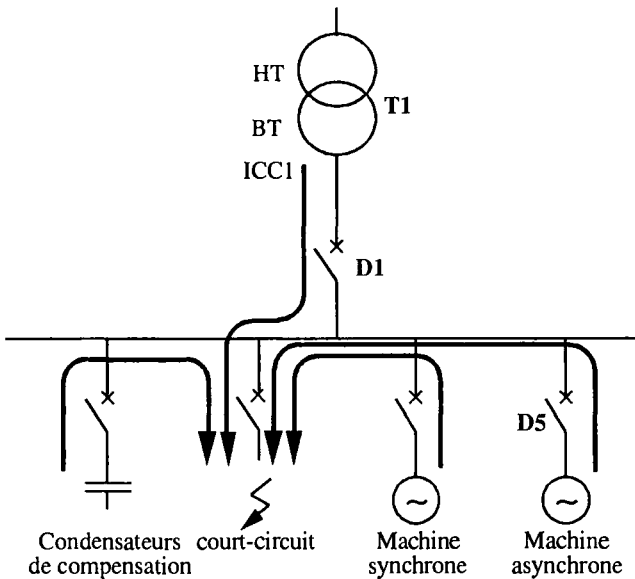 HT
T1
BT
ICC1
D1
D5
~
~
Condensateurs
de compensation
court-circuit
Machine
synchrone
Machine
asynchrone